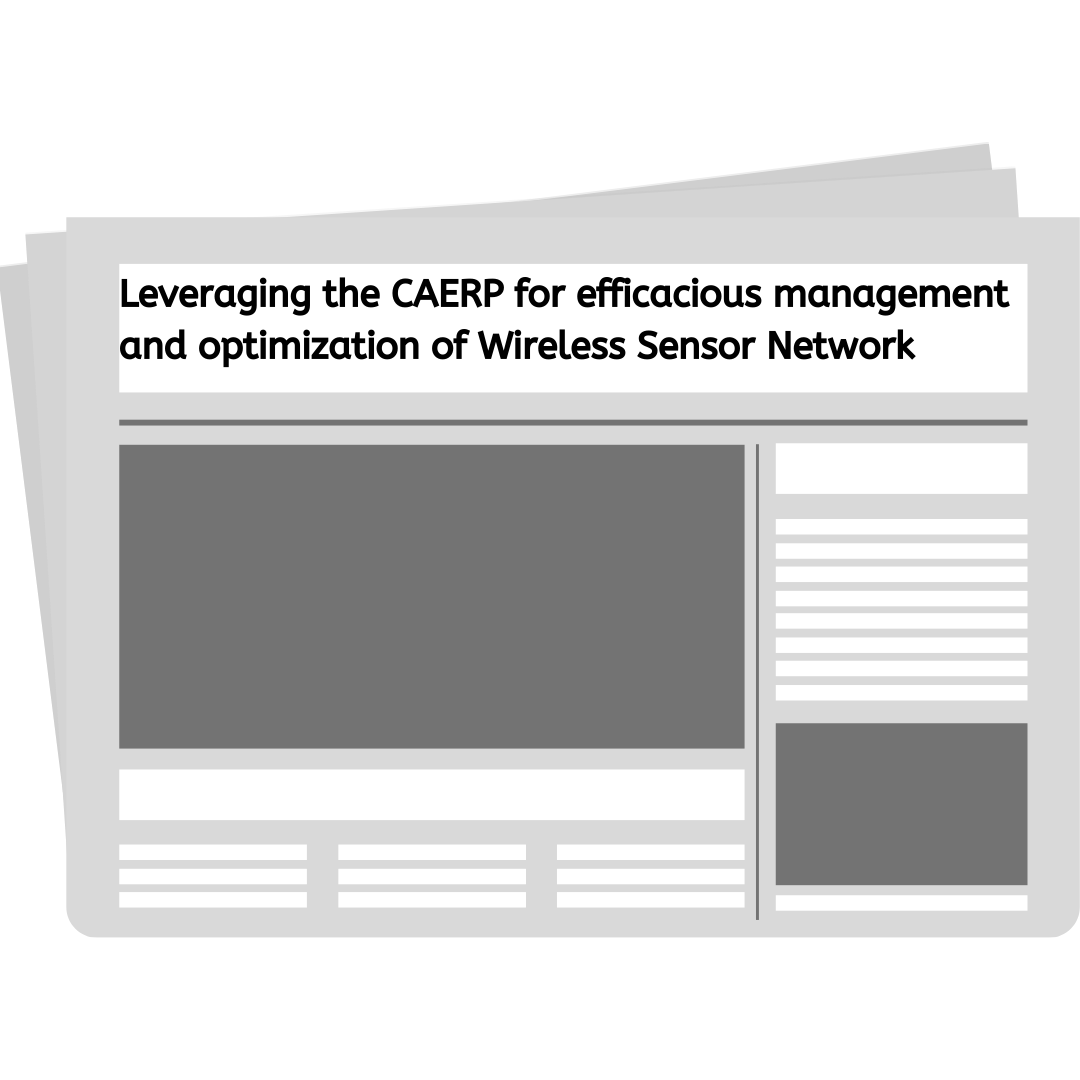 Leveraging the CAERP for efficacious management
and optimization of Wireless Sensor Network